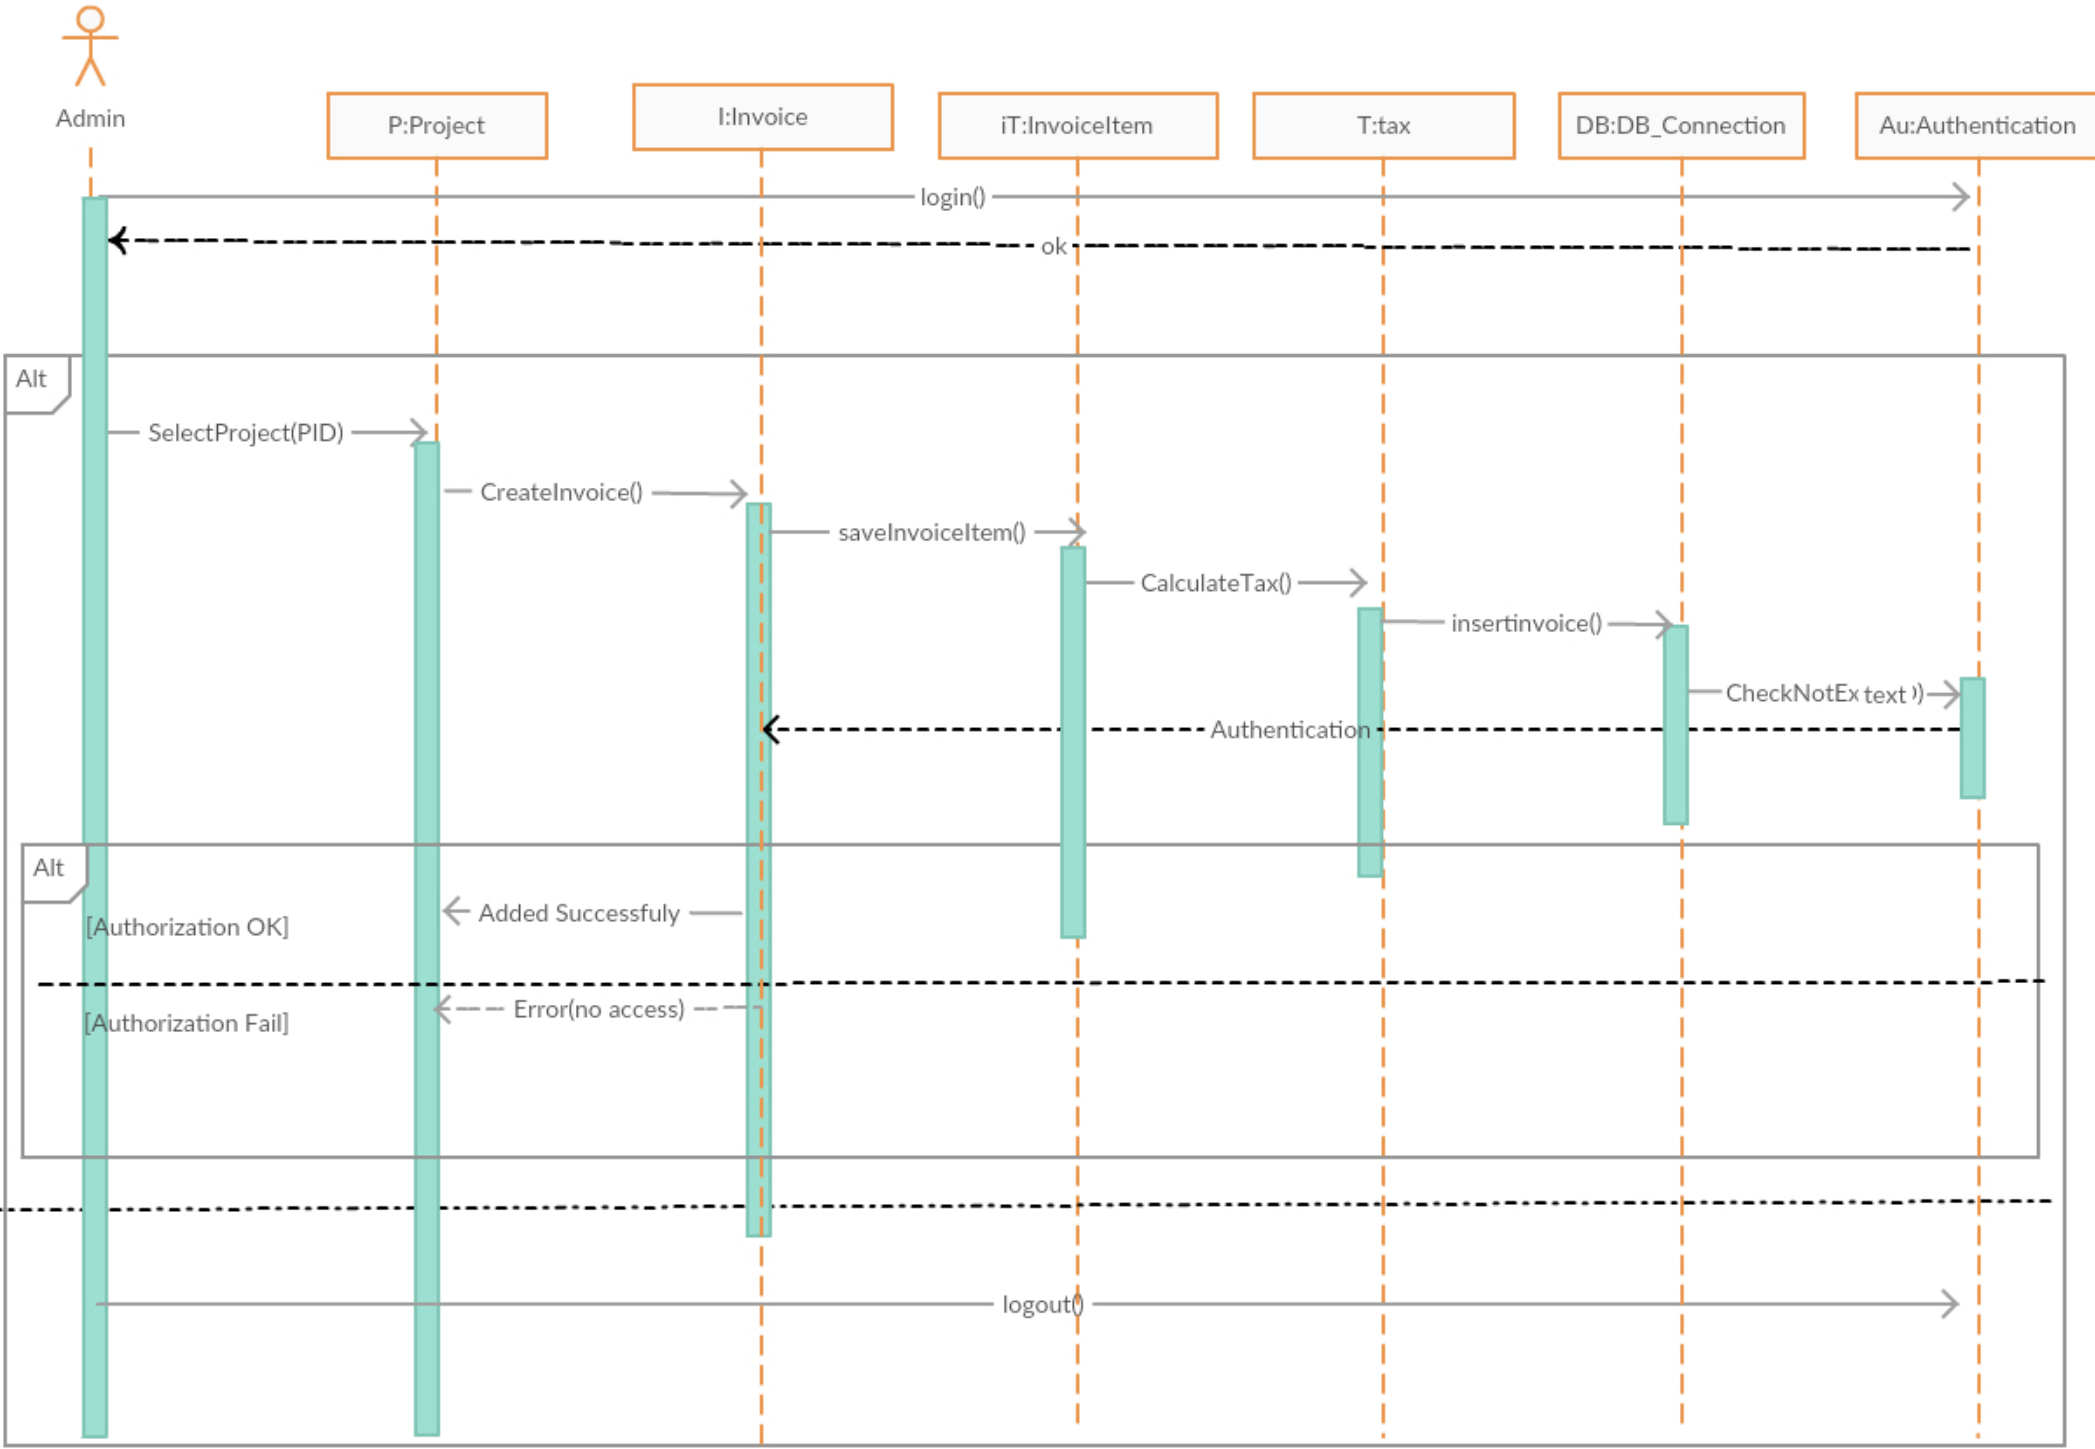 Admin
P:Project
I:Invoice
iT:InvoiceItem
T:tax
DB:DB_Connection
Au:Authentication
login()
ok
Alt
SelectProject(PID)
CreateInvoice()
saveInvoiceItem()
CalculateTax()
insertinvoice()
CheckNotEx text )
Authentication
Alt
[Authorization OK]
Added Successfuly
[Authorization Fail]
Error(no access)
logout()